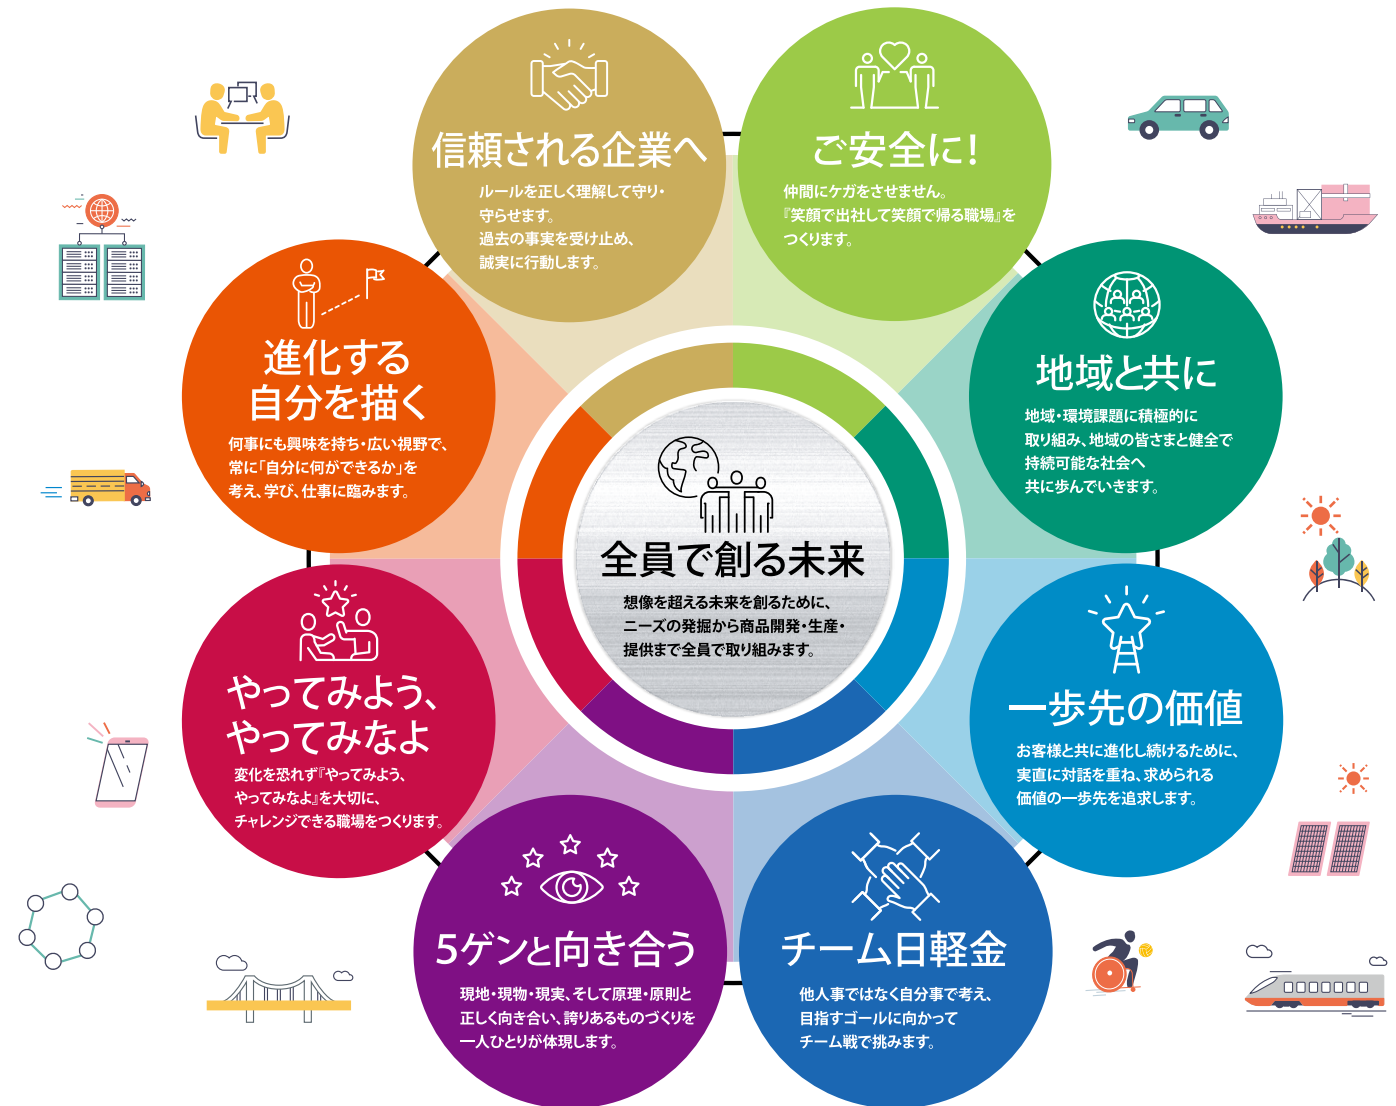 信頼される企業へ
ルールを正しく理解して守り・
守らせます。
過去の事実を受け止め、
誠実に行動します。
ご安全に！
仲間にケガをさせません。
『笑顔で出社して笑顔で帰る職場』を
つくります。
地域と共に
地域・環境課題に積極的に
取り組み、地域の皆さまと健全で
持続可能な社会へ
共に歩んでいきます。
一歩先の価値
お客様と共に進化し続けるために、
実直に対話を重ね、求められる
価値の一歩先を追求します。
チーム日軽金
他人事ではなく自分事で考え、
目指すゴールに向かって
チーム戦で挑みます。
5ゲンと向き合う
現地・現物・現実、そして原理・原則と
正しく向き合い、誇りあるものづくりを
一人ひとりが体現します。
やってみよう、
やってみなよ
変化を恐れず『やってみよう、
やってみなよ』を大切に、
チャレンジできる職場をつくります。
進化する
自分を描く
何事にも興味を持ち・広い視野で、
常に「自分に何ができるか」を
考え、学び、仕事に臨みます。
全員で創る未来
想像を超える未来を創るために、
ニーズの発掘から商品開発・生産・
提供まで全員で取り組みます。